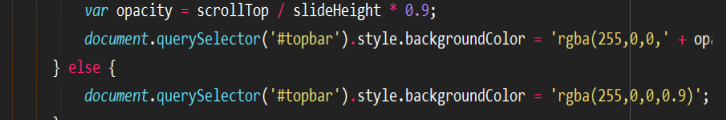 var opacity = scrollTop / slideHeight * 0.9;
document.querySelector('#topbar').style.backgroundColor = 'rgba(255,0,0,' + opa
} else {
document.querySelector('#topbar').style.backgroundColor = 'rgba(255,0,0,0.9)';
}